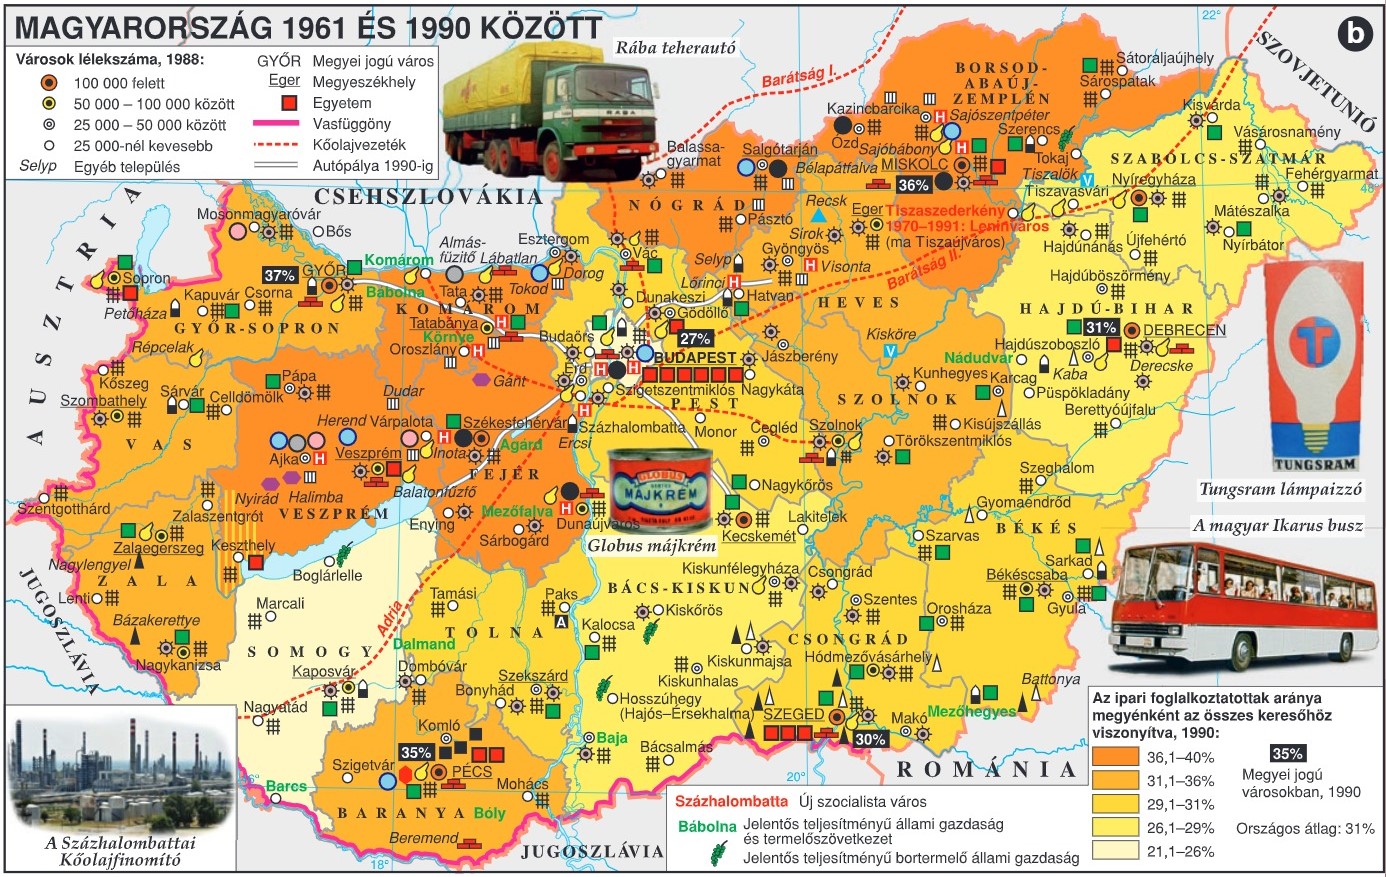 MAGYARORSZÁG 1961 ÉS 1990 KÖZÖTT
b
Városok lélekszáma, 1988:
100 000 felett
50 000 – 100 000 között
25 000 – 50 000 között
25 000-nél kevesebb
Selyp Egyéb település
GYŐR Megyei jogú város
Eger Megyeszékhely
Egyetem
Vasfüggöny
Kőolajvezeték
Autópálya 1990-ig
Rába teherautó
RABA
Barátság I.
22°
SZOVJETUNIÓ
CSEHSZLOVÁKIA
AUSZTRIA
BORSOD-
ABAÚJ-
ZEMPLÉN
Sátoraljaújhely
Sárospatak
Kazincbarcika
Sajószentpéter
Ózd
Sajóbábony
Szerencs
Tokaj
Tiszalök
V
Kisvárda
Vásárosnamény
SZABOLCS-SZATMÁR
Fehérgyarmat
48°
Nyíregyháza
Mátészalka
Nyírbátor
Tiszavasvári
Balassa-
gyarmat
Salgótarján
Bélapátfalva
MISKOLC
36%
NÓGRÁD
Pásztó
Recsk
Sirok
Eger
Tiszaszederkény
1970–1991: Leninváros
(ma Tiszaújváros)
Barátság II.
Hajdúnánás
Újfehértó
Hajdúböszörmény
Mosonmagyaróvár
Bős
Komárom
Almás-
füzitő
Lábatlan
Esztergom
Dorog
Vác
Selyp
Gyöngyös
Visonta
Lőrinci
Hatvan
HEVES
HAJDÚ-BIHAR
Sopron
37%
GYŐR
Bábolna
Tata
Tokod
KOMÁROM
Dunakeszi
Gödöllő
Petőháza
Kapuvár
Csorna
GYŐR-SOPRON
Tatabánya
Környe
Oroszlány
Budaörs
27%
BUDAPEST
Jászberény
Kisköre
V
31%
DEBRECEN
Hajdúszoboszló
Nádudvar
Kaba
Derecske
Répcelak
Kőszeg
Szombathely
Sárvár
Celldömölk
Pápa
Dudar
Gánt
Érd
Szigetszentmiklós
Nagykáta
PEST
Kunhegyes
Karcag
Püspökladány
Berettyóújfalu
SZOLNOK
VAS
Herend
Várpalota
Székesfehérvár
Százhalombatta
Ercsi
Monor
Cegléd
Szolnok
Kisújszállás
Törökszentmiklós
Ajka
Veszprém
Inota
Agárd
FEJÉR
GLOBUS
MÁJKRÉM
Globus májkrém
T
TUNGSRAM
Tungsram lámpaizzó
Szentgotthárd
Nyirád
Halimba
VESZPRÉM
Balatonfűzfő
Mezőfalva
Dunaújváros
Enying
Sárbogárd
Nagykőrös
Kecskemét
Lakitelek
Szeghalom
Gyomaendrőd
BÉKÉS
A magyar Ikarus busz
Zalaszentgrót
Zalaegerszeg
Nagylengyel
Keszthely
ZALA
Lenti
Boglárlelle
Szarvas
Sarkad
Békéscsaba
Gyula
Kiskunfélegyháza
Csongrád
BÁCS-KISKUN
Szentes
Orosháza
JUGOSZLÁVIA
Bázakerettye
Nagykanizsa
Marcali
Adria
Tamási
Paks
A
Kalocsa
Kiskőrös
CSONGRÁD
SOMOGY
Dalmand
TOLNA
Kiskunmajsa
Hódmezővásárhely
Kaposvár
Dombóvár
Bonyhád
Szekszárd
Kiskunhalas
Hosszúhegy
(Hajós–Érsekhalma)
Battonya
Mezőhegyes
Nagyatád
SZEGED
Makó
30%
Komló
Baja
Bácsalmás
Szigetvár
35%
PÉCS
Mohács
20°
ROMÁNIA
Barcs
BARANYA
Bóly
Beremend
18°
JUGOSZLÁVIA
A Százhalombattai
Kőolajfinomító
Százhalombatta Új szocialista város
Bábolna Jelentős teljesítményű állami gazdaság
és termelőszövetkezet
Jelentős teljesítményű bortermelő állami gazdaság
Az ipari foglalkoztatottak aránya
megyénként az összes keresőhöz
viszonyítva, 1990:
36,1–40%
31,1–36%
29,1–31%
26,1–29%
21,1–26%
35%
Megyei jogú
városokban, 1990
Országos átlag: 31%